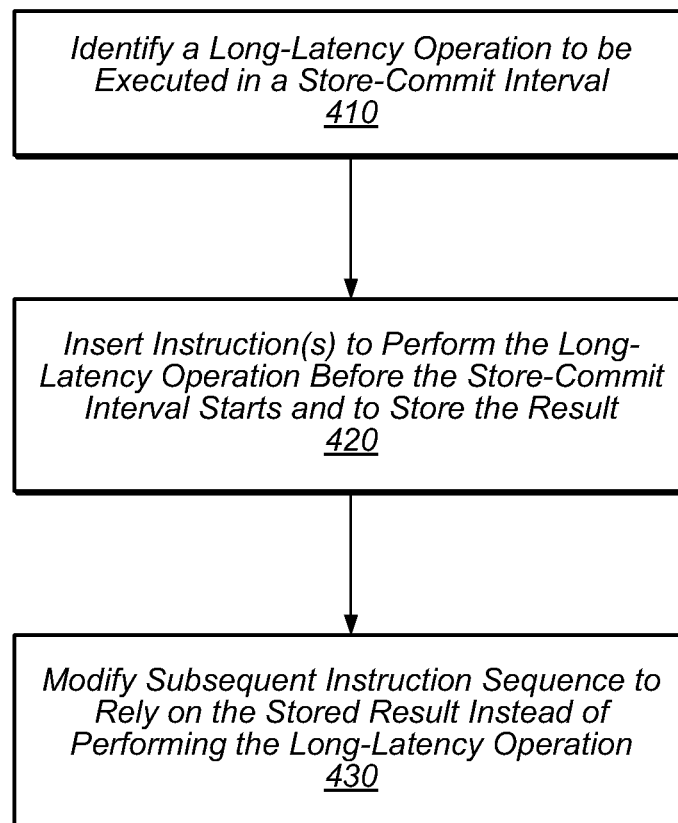 Identify a Long-Latency Operation to be
Executed in a Store-Commit Interval
410
Insert Instruction(s) to Perform the Long-
Latency Operation Before the Store-Commit
Interval Starts and to Store the Result
420
Modify Subsequent Instruction Sequence to
Rely on the Stored Result Instead of
Performing the Long-Latency Operation
430